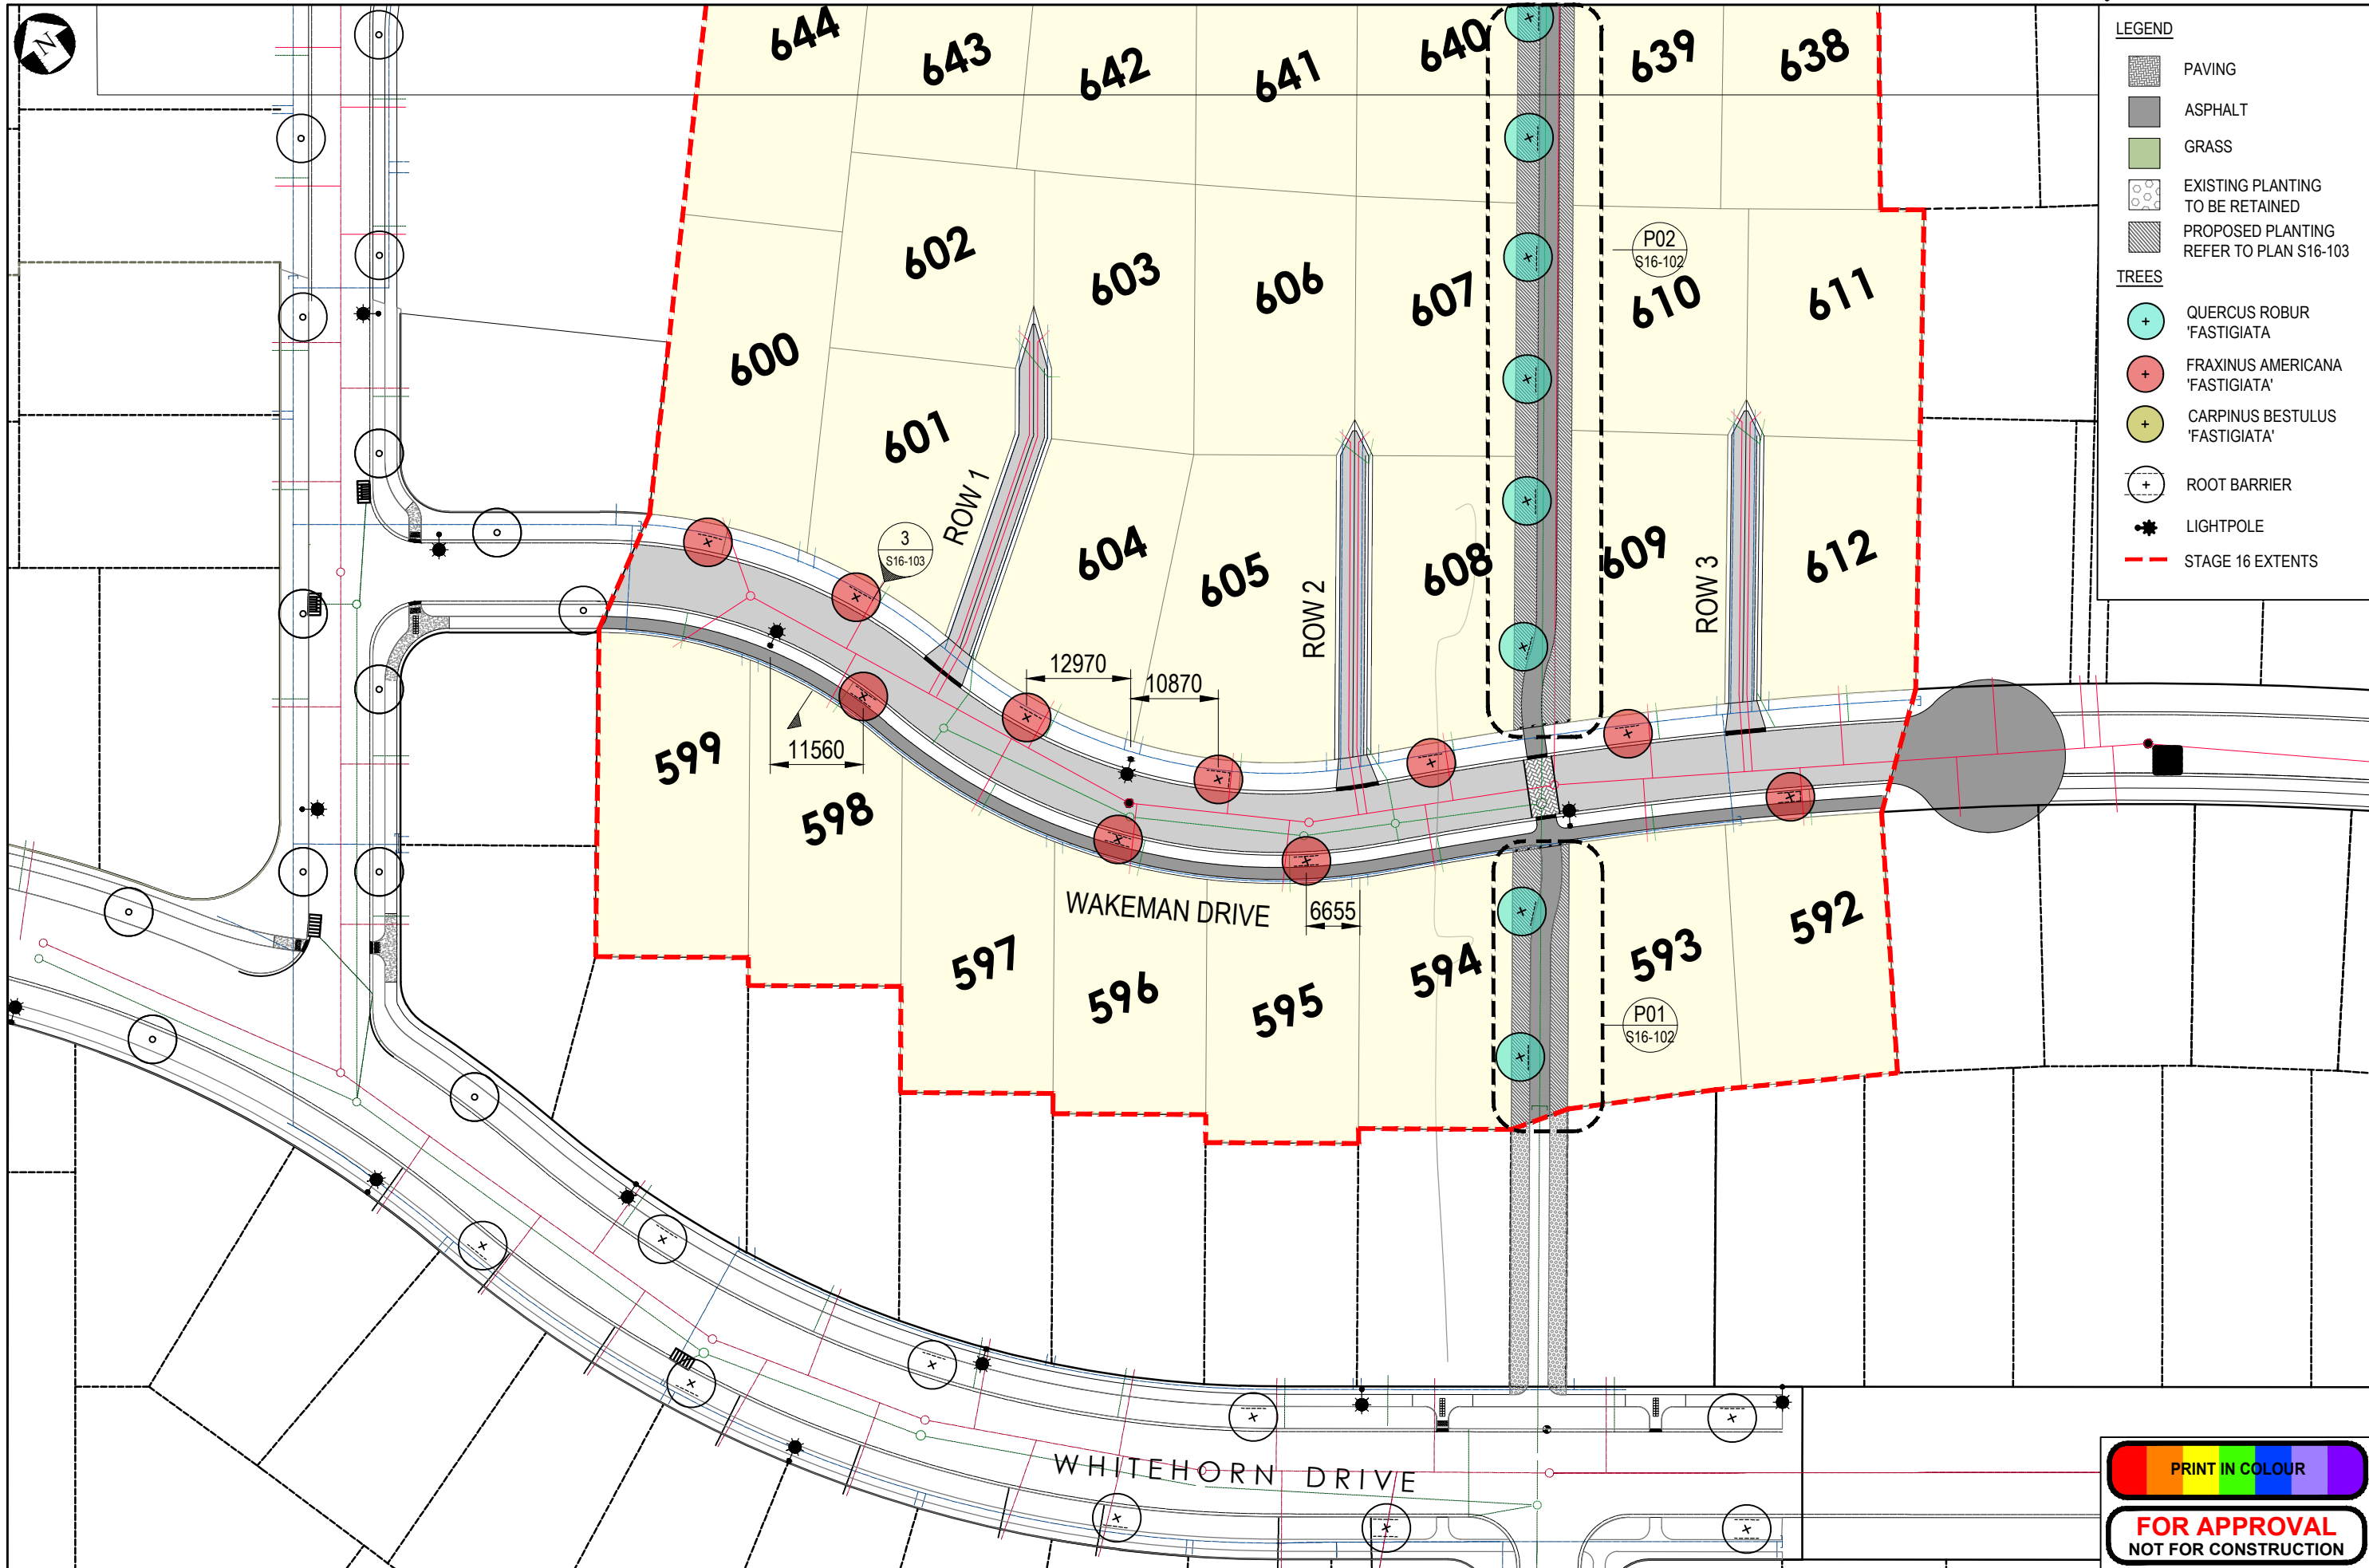 N
644
643
642
641
640
639
638
602
603
606
607
610
611
600
601
604
605
608
609
612
ROW 1
ROW 2
ROW 3
P02
S16-102
3
S16-103
12970
10870
11560
6655
599
598
597
596
595
594
593
592
WAKEMAN DRIVE
P01
S16-102
WHITEHORN DRIVE
LEGEND
PAVING
ASPHALT
GRASS
EXISTING PLANTING
TO BE RETAINED
PROPOSED PLANTING
REFER TO PLAN S16-103
TREES
QUERCUS ROBUR
'FASTIGIATA
FRAXINUS AMERICANA
'FASTIGIATA'
CARPINUS BESTULUS
'FASTIGIATA'
ROOT BARRIER
LIGHTPOLE
STAGE 16 EXTENTS
PRINT IN COLOUR
FOR APPROVAL
NOT FOR CONSTRUCTION